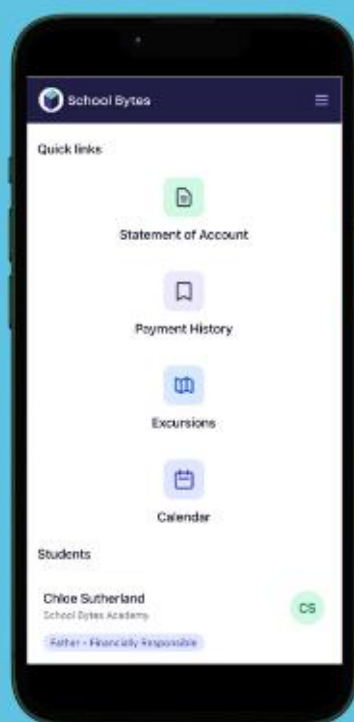 School Bytes
Quick links
Statement of Account
Payment History
Excursions
Calendar
Students
Chloe Sutherland
School Bytes Academy
CS
Father - Financially Responsible